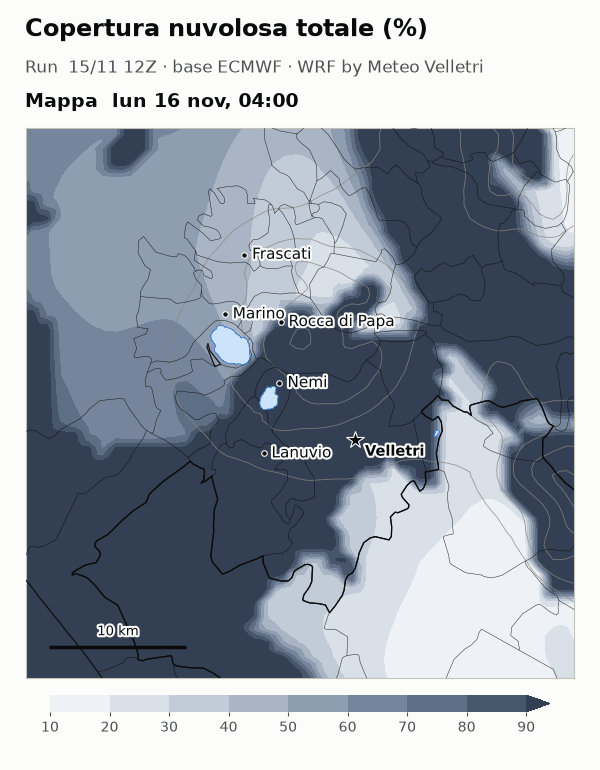 Copertura nuvolosa totale (%)
Run 15/11 12Z · base ECMWF · WRF by Meteo Velletri
Mappa lun 16 nov, 04:00
Frascati
Marino
Rocca di Papa
Nemi
Velletri
Lanuvio
10 km
10 20 30 40 50 60 70 80 90